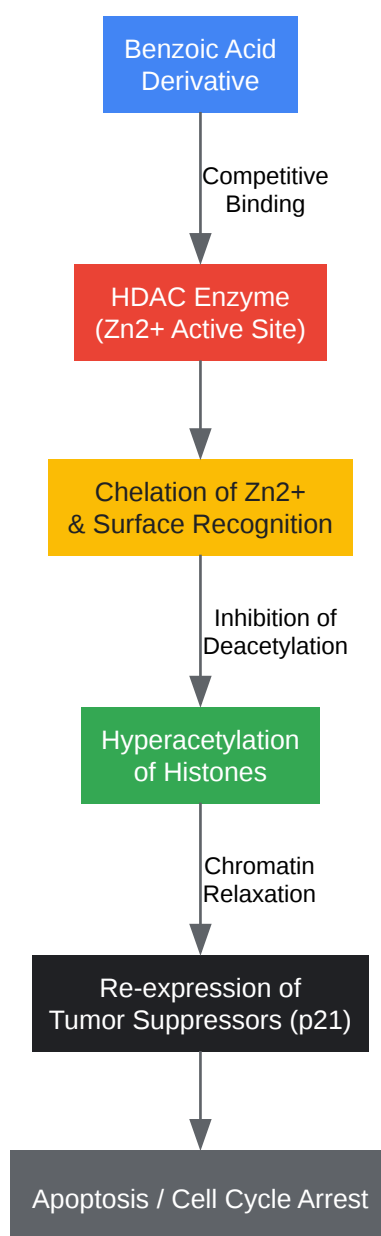 Benzoic Acid
Derivative
Competitive
Binding
HDAC Enzyme
(Zn2+ Active Site)
Chelation of Zn2+
& Surface Recognition
Inhibition of
Deacetylation
Hyperacetylation
of Histones
Chromatin
Relaxation
Re-expression of
Tumor Suppressors (p21)
Apoptosis / Cell Cycle Arrest